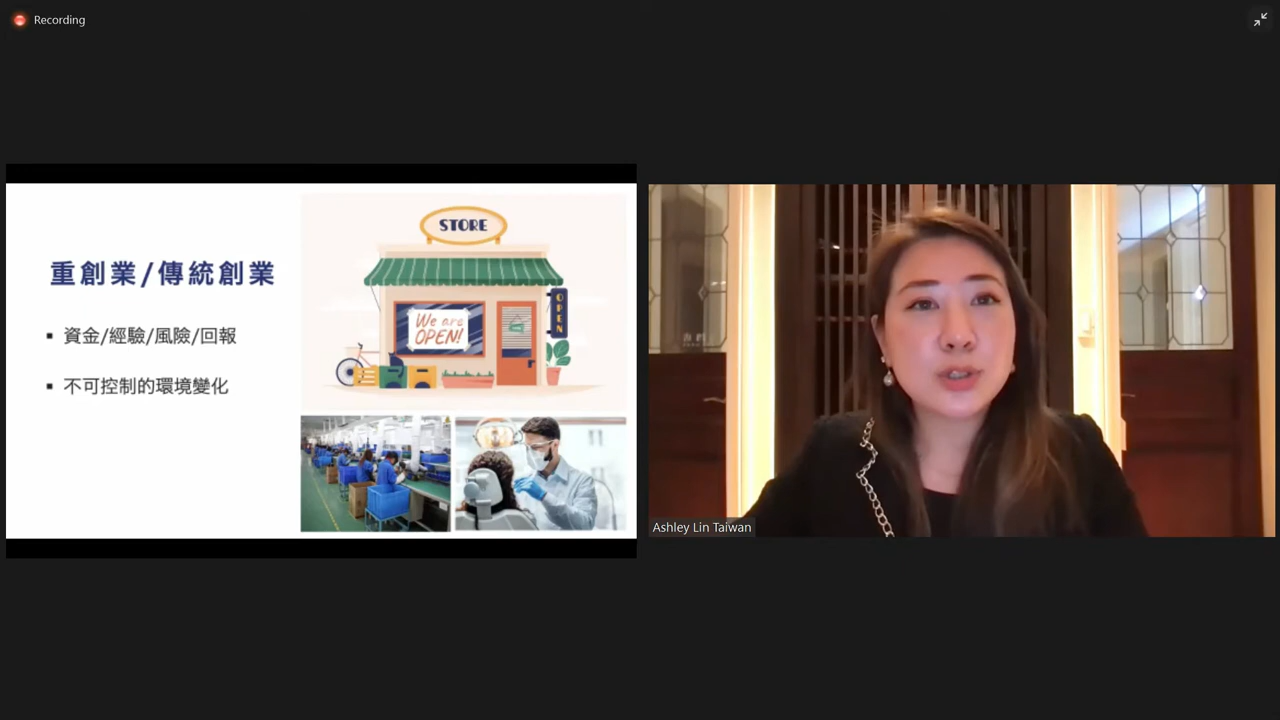 Recording
重創業/傳統創業
▪ 資金/經驗/風險/回報
▪ 不可控制的環境變化
STORE
We are
OPEN!
OPEN
Ashley Lin Taiwan